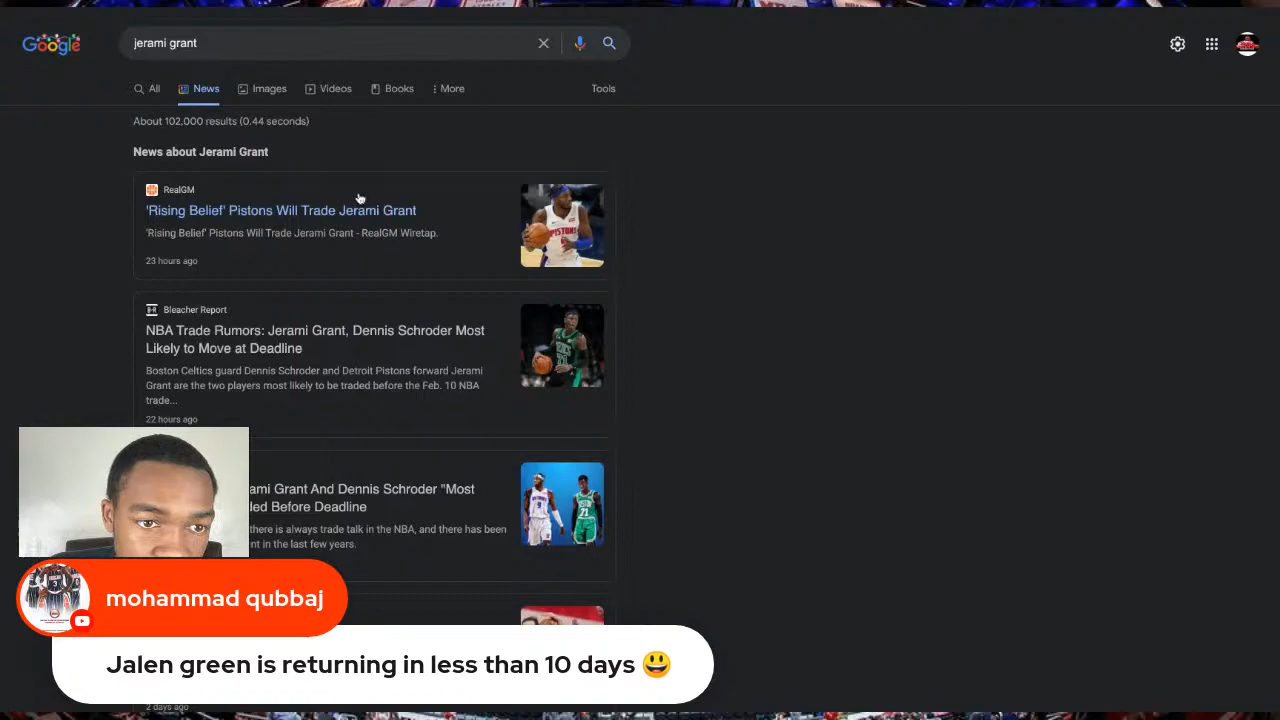 Google
jerami grant
All
News
Images
Videos
Books
More
Tools
About 102,000 results (0.44 seconds)
News about Jerami Grant
RealGM
'Rising Belief' Pistons Will Trade Jerami Grant
'Rising Belief' Pistons Will Trade Jerami Grant - RealGM Wiretap.
23 hours ago
Bleacher Report
NBA Trade Rumors: Jerami Grant, Dennis Schroder Most
Likely to Move at Deadline
Boston Celtics guard Dennis Schroder and Detroit Pistons forward Jerami
Grant are the two players most likely to be traded before the Feb. 10 NBA
trade...
22 hours ago
ami Grant And Dennis Schroder "Most
ded Before Deadline
there is always trade talk in the NBA, and there has been
nt in the last few years.
mohammad qubbaj
Jalen green is returning in less than 10 days 😃
2 days ago